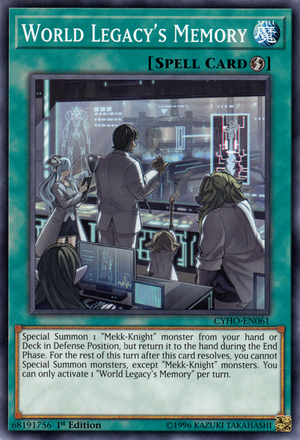 World Legacy's Memory
魔
[Spell Card]
CYHO-EN061
Special Summon 1 "Mekk-Knight" monster from your hand or
Deck in Defense Position, but return it to the hand during the End
Phase. For the rest of this turn after this card resolves, you cannot
Special Summon monsters, except "Mekk-Knight" monsters. You
can only activate 1 "World Legacy's Memory" per turn.
68191756 1st Edition ©1996 KAZUKI TAKAHASHI